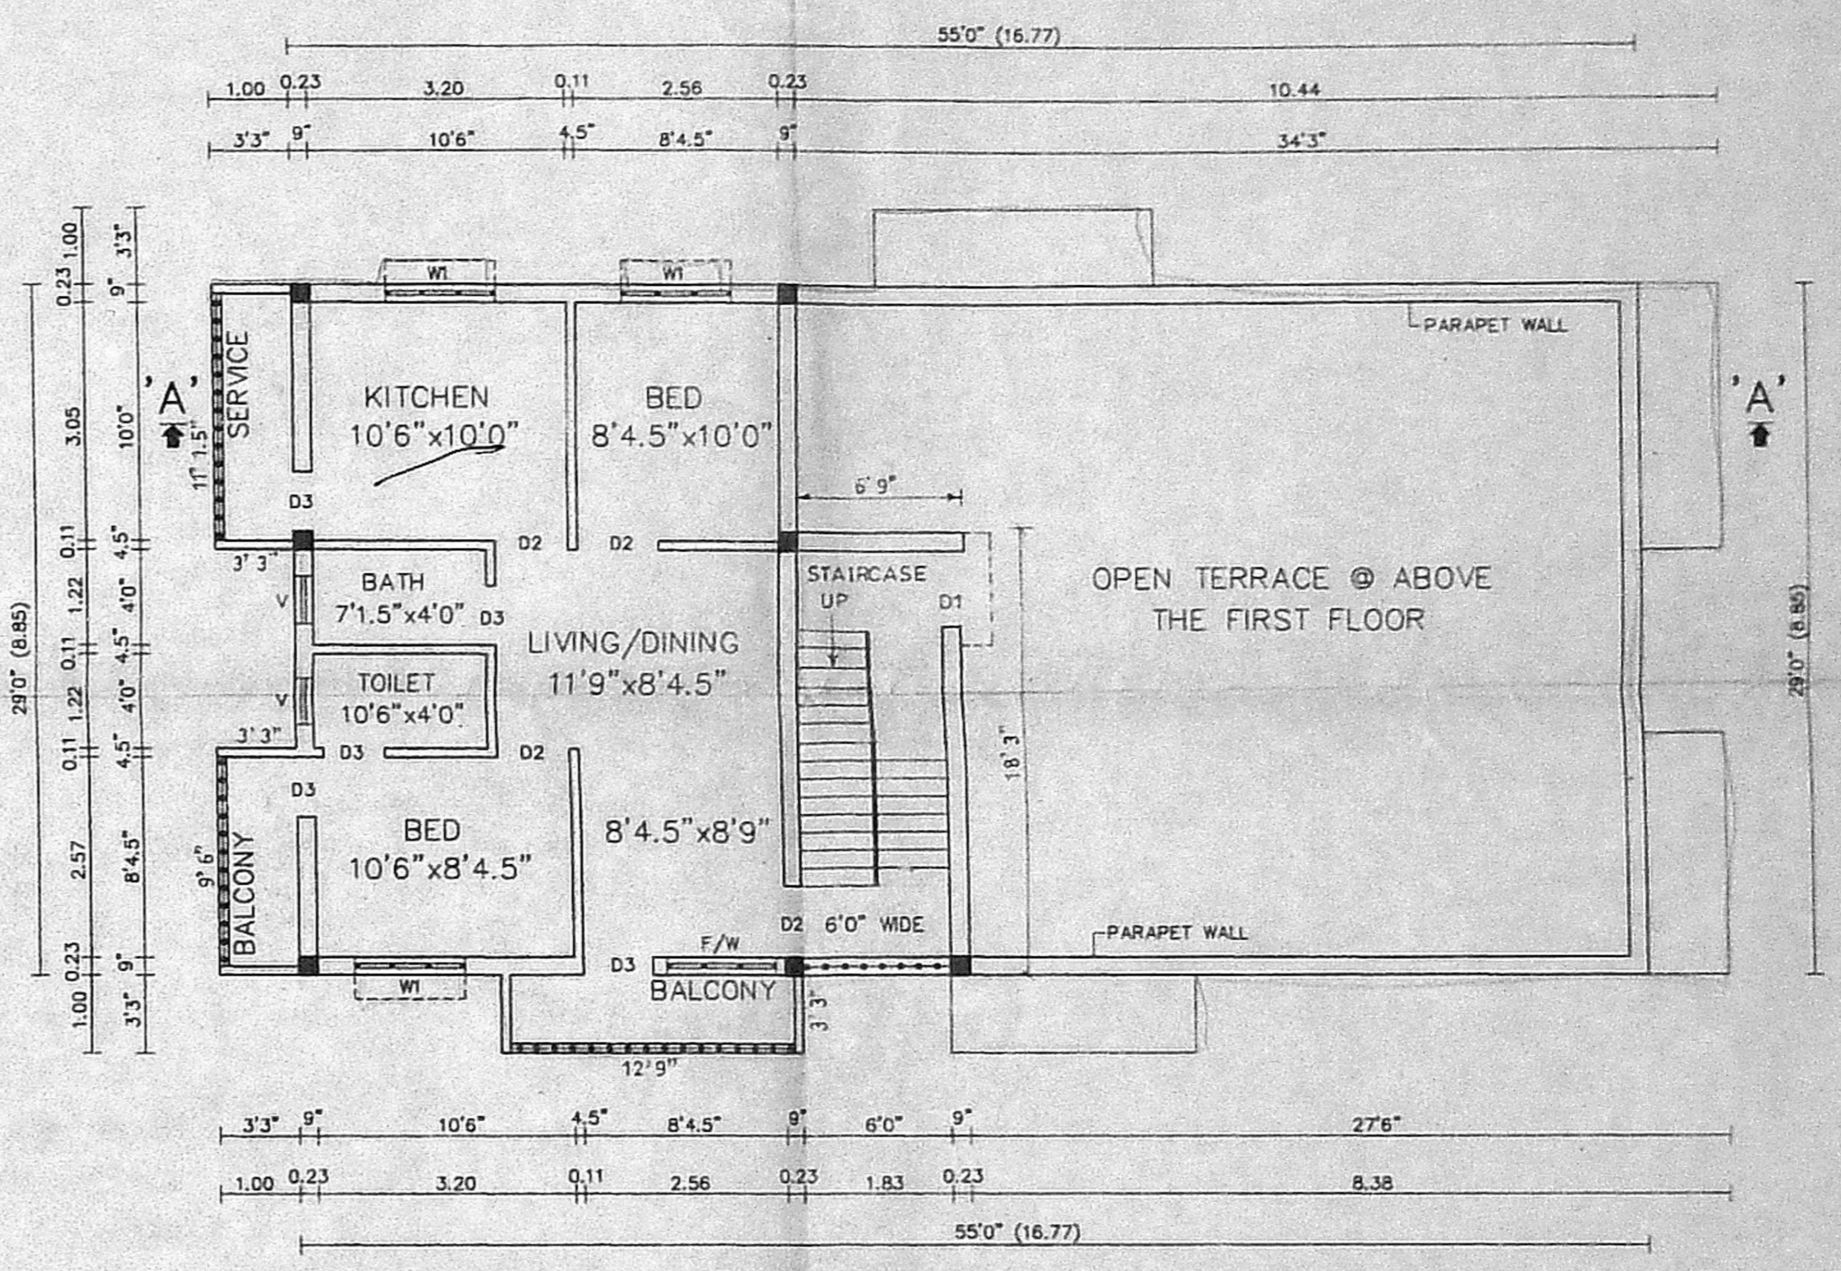 55'0" (16.77)
1.00 0.23 3.20 0.11 2.56 0.23 10.44
3'3" 9" 10'6" 4.5" 8'4.5" 9" 34'3"
1.00 3'3"
0.23 9"
W1 W1
PARAPET WALL
SERVICE
'A' 'A'
KITCHEN BED
10'6"x10'0" 8'4.5"x10'0"
3.05 10'0" 11' 1.5"
6' 9"
D3
0.11 4.5" D2 D2
3' 3"
STAIRCASE
BATH OPEN TERRACE @ ABOVE
1.22 4'0" V 7'1.5"x4'0" D3 UP D1 THE FIRST FLOOR
29'0" (8.85) 29'0" (8.85)
0.11 4.5" LIVING/DINING
TOILET 11'9"x8'4.5"
1.22 4'0" V 10'6"x4'0"
3' 3"
0.11 4.5" D3 D2 18' 3"
D3
BED 8'4.5"x8'9"
2.57 8'4.5" 9' 6" BALCONY 10'6"x8'4.5"
D2 6'0" WIDE PARAPET WALL
F/W
0.23 9" D3
W1 BALCONY
1.00 3'3" 3' 3"
12'9"
3'3" 9" 10'6" 4.5" 8'4.5" 9" 6'0" 9" 27'6"
1.00 0.23 3.20 0.11 2.56 0.23 1.83 0.23 8.38
55'0" (16.77)